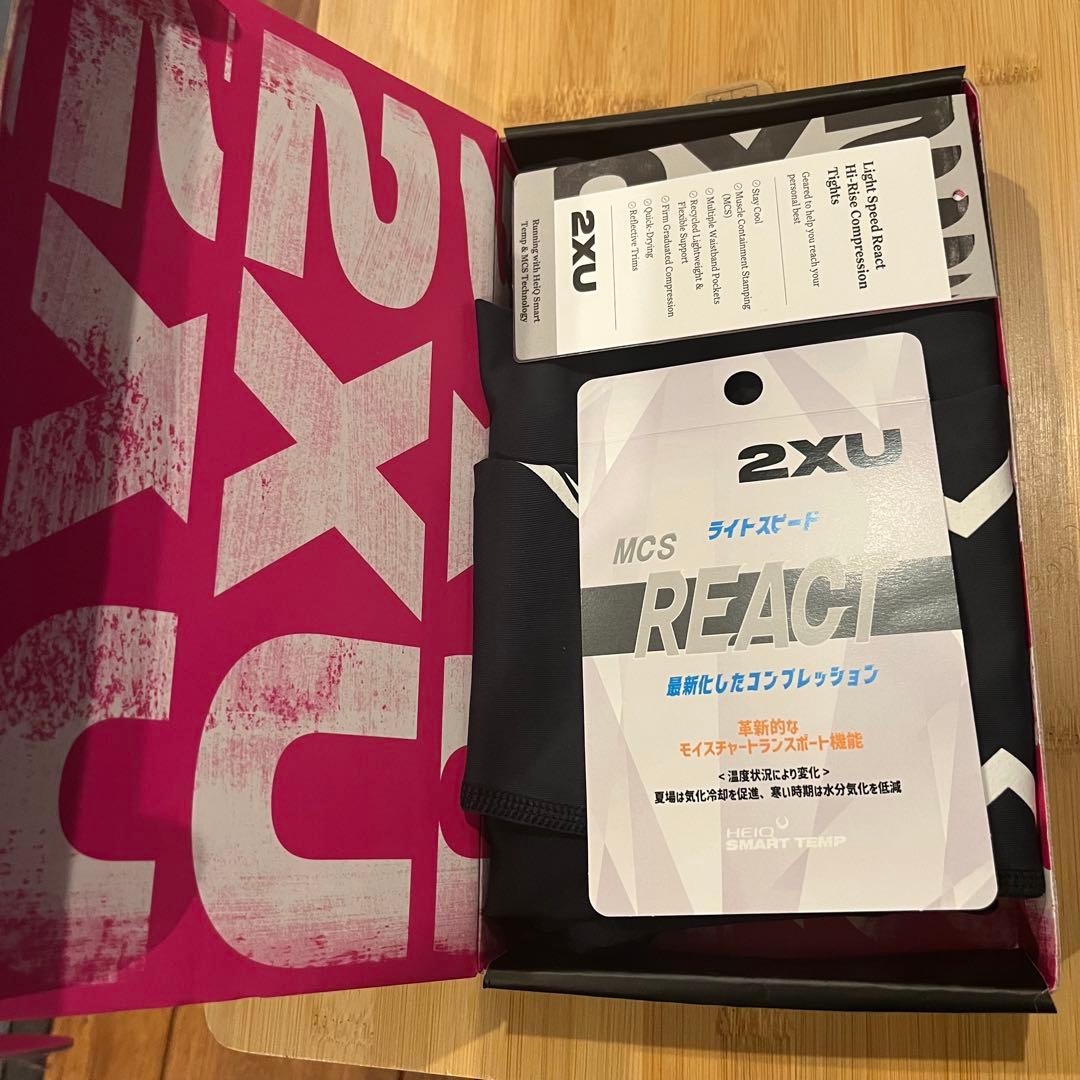 2XU
2XU
Light Speed React
Hi-Rise Compression
Tights
Geared to help you reach your
personal best
Stay Cool
Muscle Containment Stamping
(MCS)
Multiple Waistband Pockets
Recycled Lightweight &
Flexible Support
Firm Graduated Compression
Quick-Drying
Reflective Trims
2XU
Running with HeiQ Smart
Temp & MCS Technology
2XU
ライトスピード
MCS
REACT
最新化したコンプレッション
革新的な
モイスチャートランスポート機能
<温度状況により変化>
夏場は気化冷却を促進、寒い時期は水分気化を低減
HEIQ
SMART TEMP